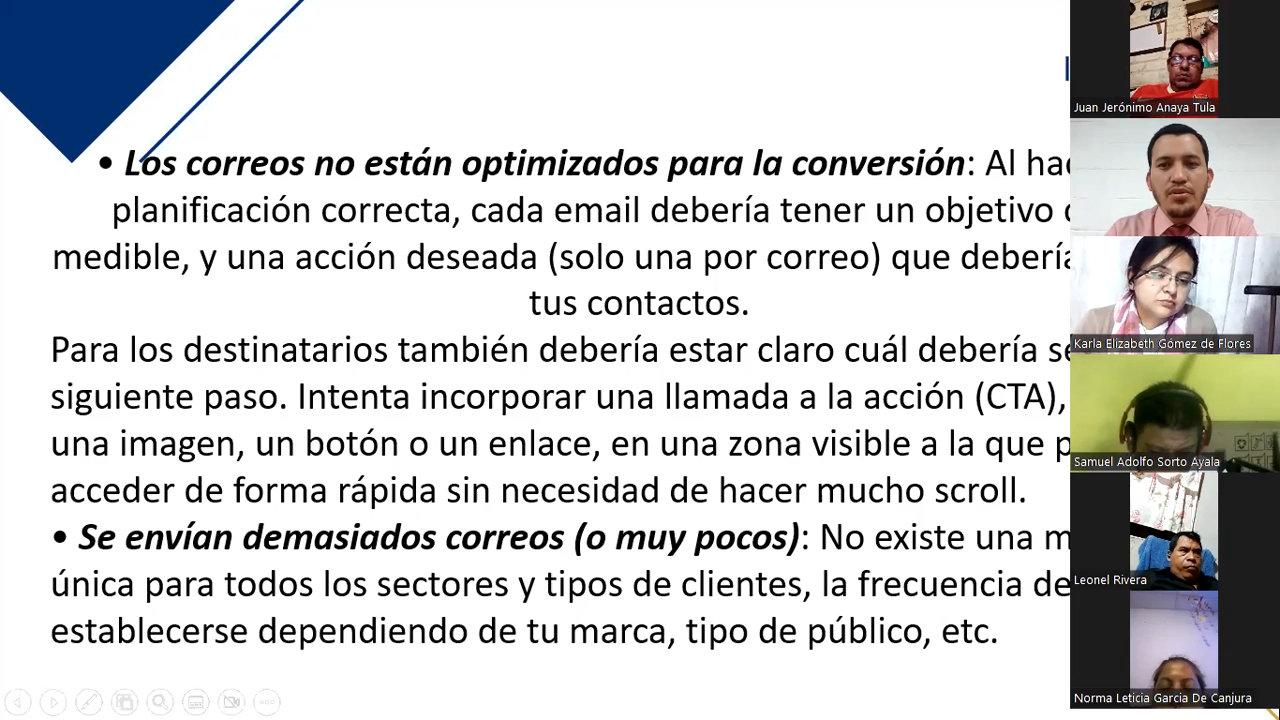 • Los correos no están optimizados para la conversión: Al
planificación correcta, cada email debería tener un objetivo
medible, y una acción deseada (solo una por correo) que debería
tus contactos.
Para los destinatarios también debería estar claro cuál debería
siguiente paso. Intenta incorporar una llamada a la acción (CTA),
una imagen, un botón o un enlace, en una zona visible a la que
acceder de forma rápida sin necesidad de hacer mucho scroll.
• Se envían demasiados correos (o muy pocos): No existe una
única para todos los sectores y tipos de clientes, la frecuencia
establecerse dependiendo de tu marca, tipo de público, etc.
Juan Jerónimo Anaya Tula
Karla Elizabeth Gómez de Flores
Samuel Adolfo Sorto Ayala
Leonel Rivera
Norma Leticia Garcia De Canjura